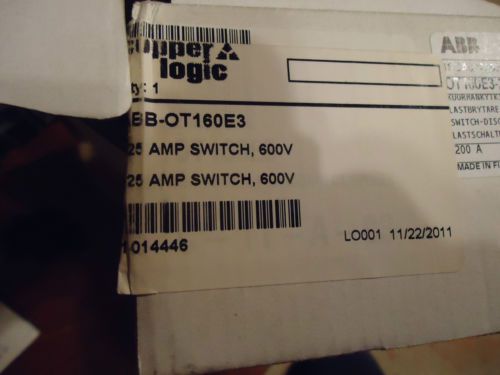 copper
logic
ty: 1
BB-OT160E3
25 AMP SWITCH, 600V
25 AMP SWITCH, 600V
-014446
LO001 11/22/2011
ABB
OT160E3-
KUORMANKYTK
LASTBRYTARE
SWITCH-DISC
LASTSCHALT
200 A
MADE IN FI